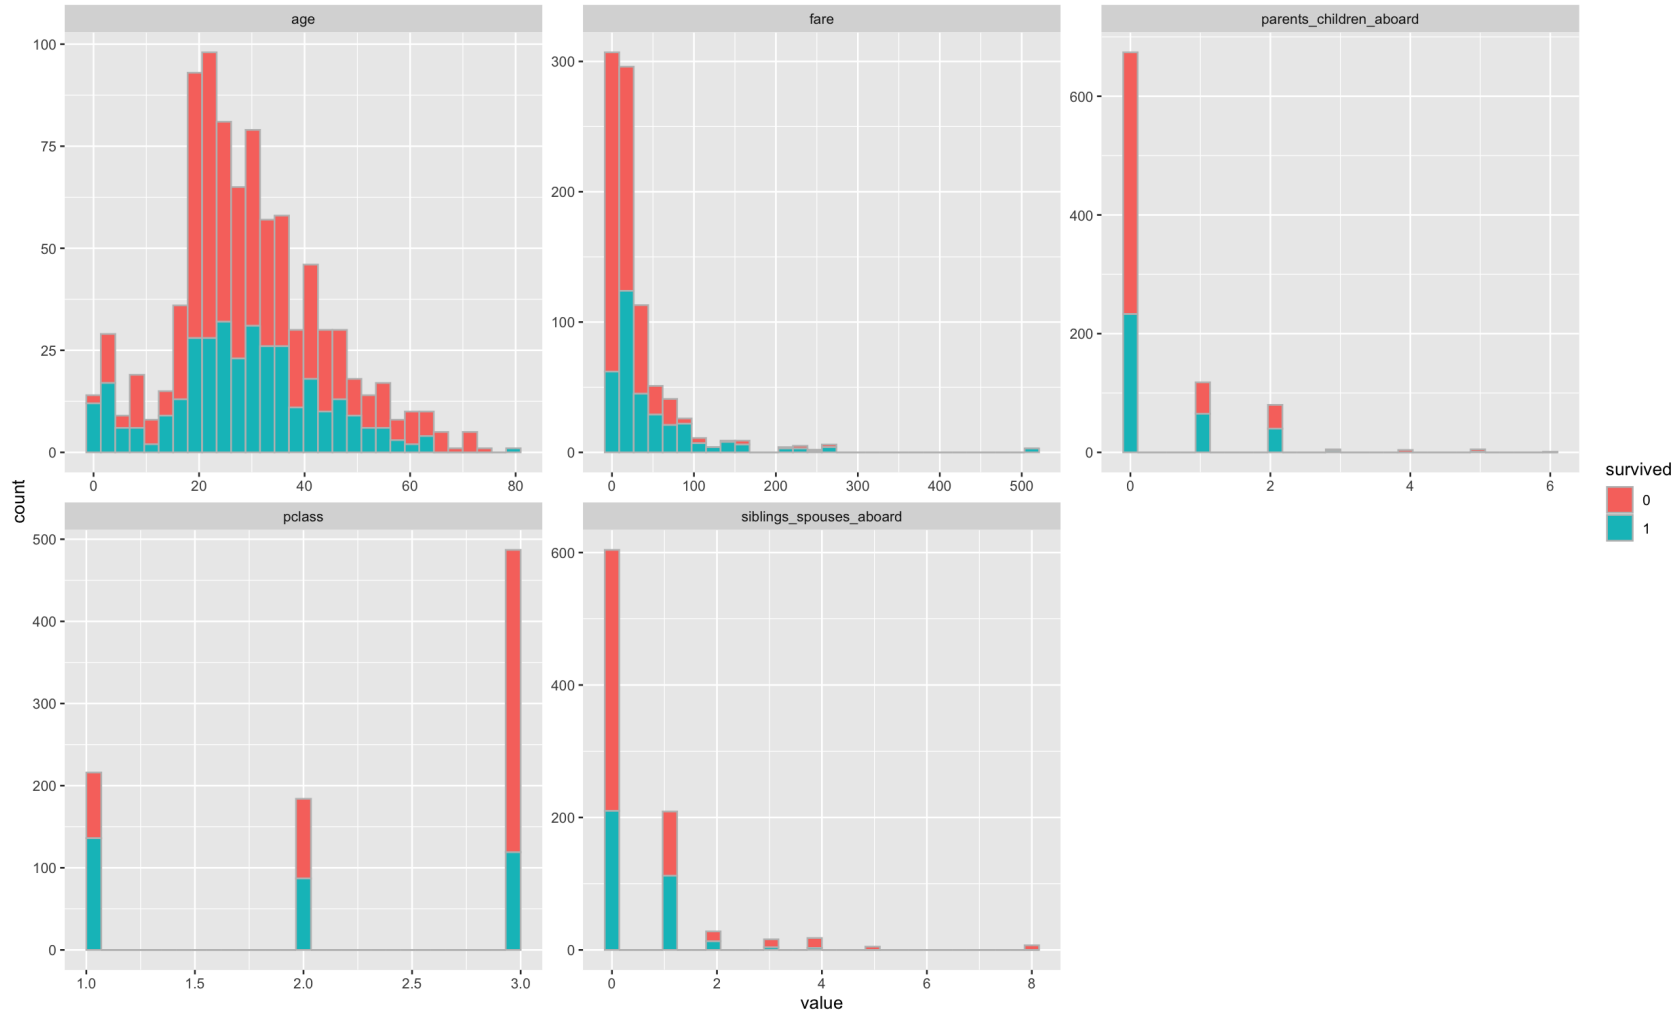 age
fare
parents_children_aboard
100
75
50
25
0
300
200
100
0
600
400
200
0
0 20 40 60 80
0 100 200 300 400 500
0 2 4 6
count
survived
0
1
pclass
siblings_spouses_aboard
500
400
300
200
100
0
600
400
200
0
1.0 1.5 2.0 2.5 3.0
0 2 4 6 8
value